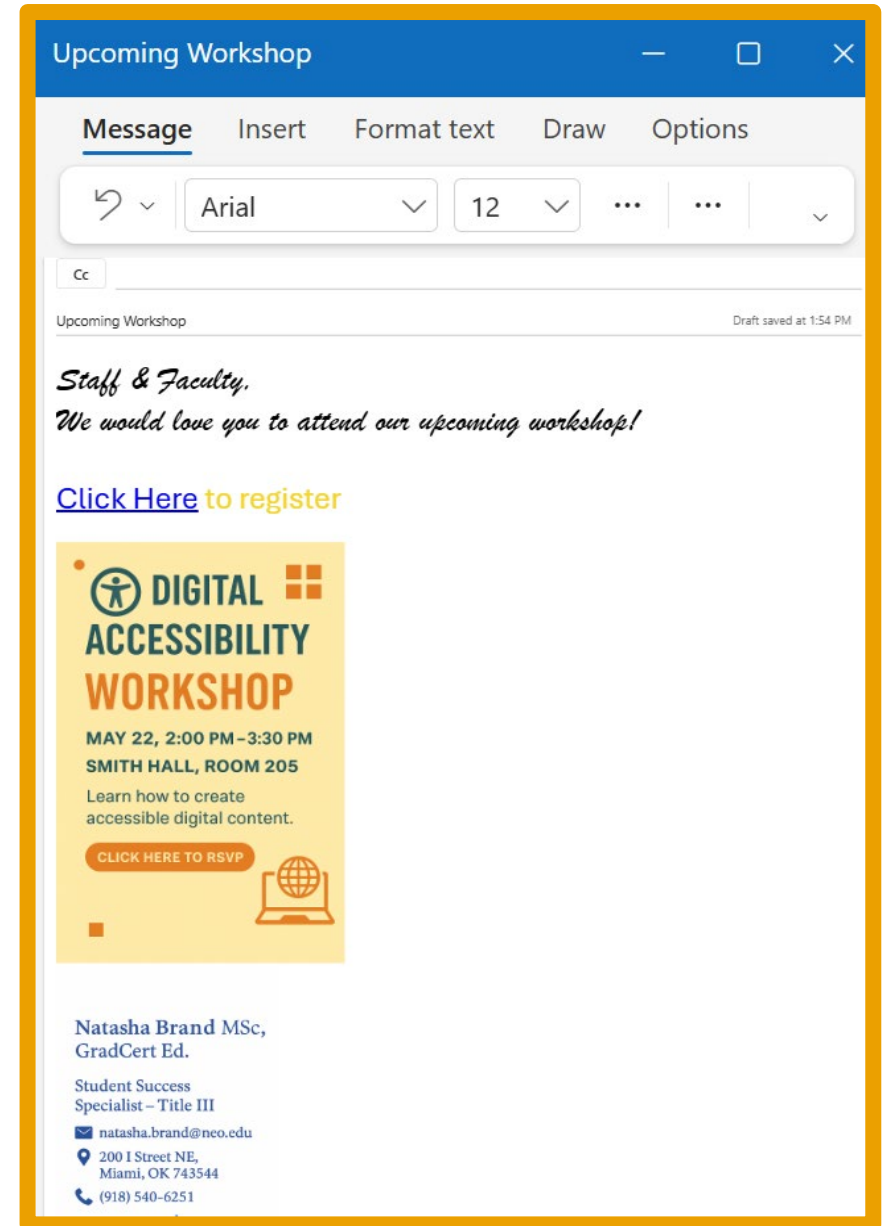 Upcoming Workshop
Message Insert Format text Draw Options
Arial 12 ... ...
Cc
Upcoming Workshop Draft saved at 1:54 PM
Staff & Faculty,
We would love you to attend our upcoming workshop!
Click Here to register
DIGITAL
ACCESSIBILITY
WORKSHOP
MAY 22, 2:00 PM–3:30 PM
SMITH HALL, ROOM 205
Learn how to create
accessible digital content.
CLICK HERE TO RSVP
Natasha Brand MSc,
GradCert Ed.
Student Success
Specialist – Title III
natasha.brand@neo.edu
200 I Street NE,
Miami, OK 743544
(918) 540-6251